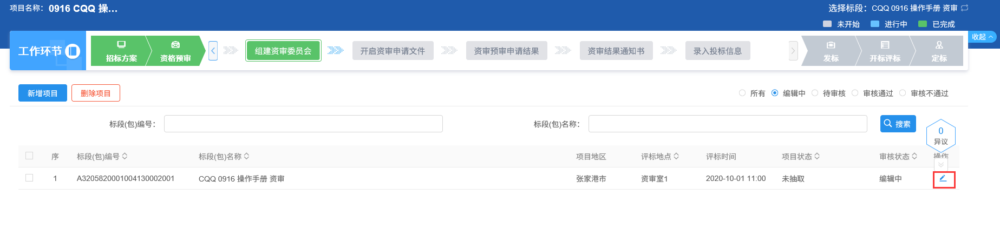 项目名称： 0916 CQQ 操...
选择标段： CQQ 0916 操作手册 资审
未开始 进行中 已完成
工作环节 招标方案 资格预审 组建资审委员会 开启资审申请文件 资审预审申请结果 资审结果通知书 录入投标信息 发标 开标评标 定标 收起
新增项目 删除项目 所有 编辑中 待审核 审核通过 审核不通过
标段(包)编号： 标段(包)名称： 搜索
0
异议
序 标段(包)编号 标段(包)名称 项目地区 评标地点 评标时间 项目状态 审核状态 操作
1 A3205820001004130002001 CQQ 0916 操作手册 资审 张家港市 资审室1 2020-10-01 11:00 未抽取 编辑中